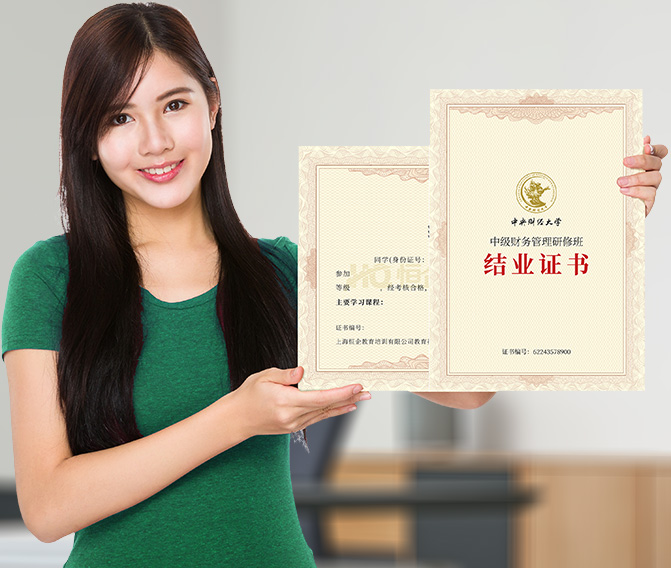 同学(身份证号:
参加
HQ恒
等级 ,经考核合格,
主要学习课程:
证书编号:
上海恒企教育培训有限公司教育
中央财经大学
中级财务管理研修班
结业证书
证书编号:62243578900